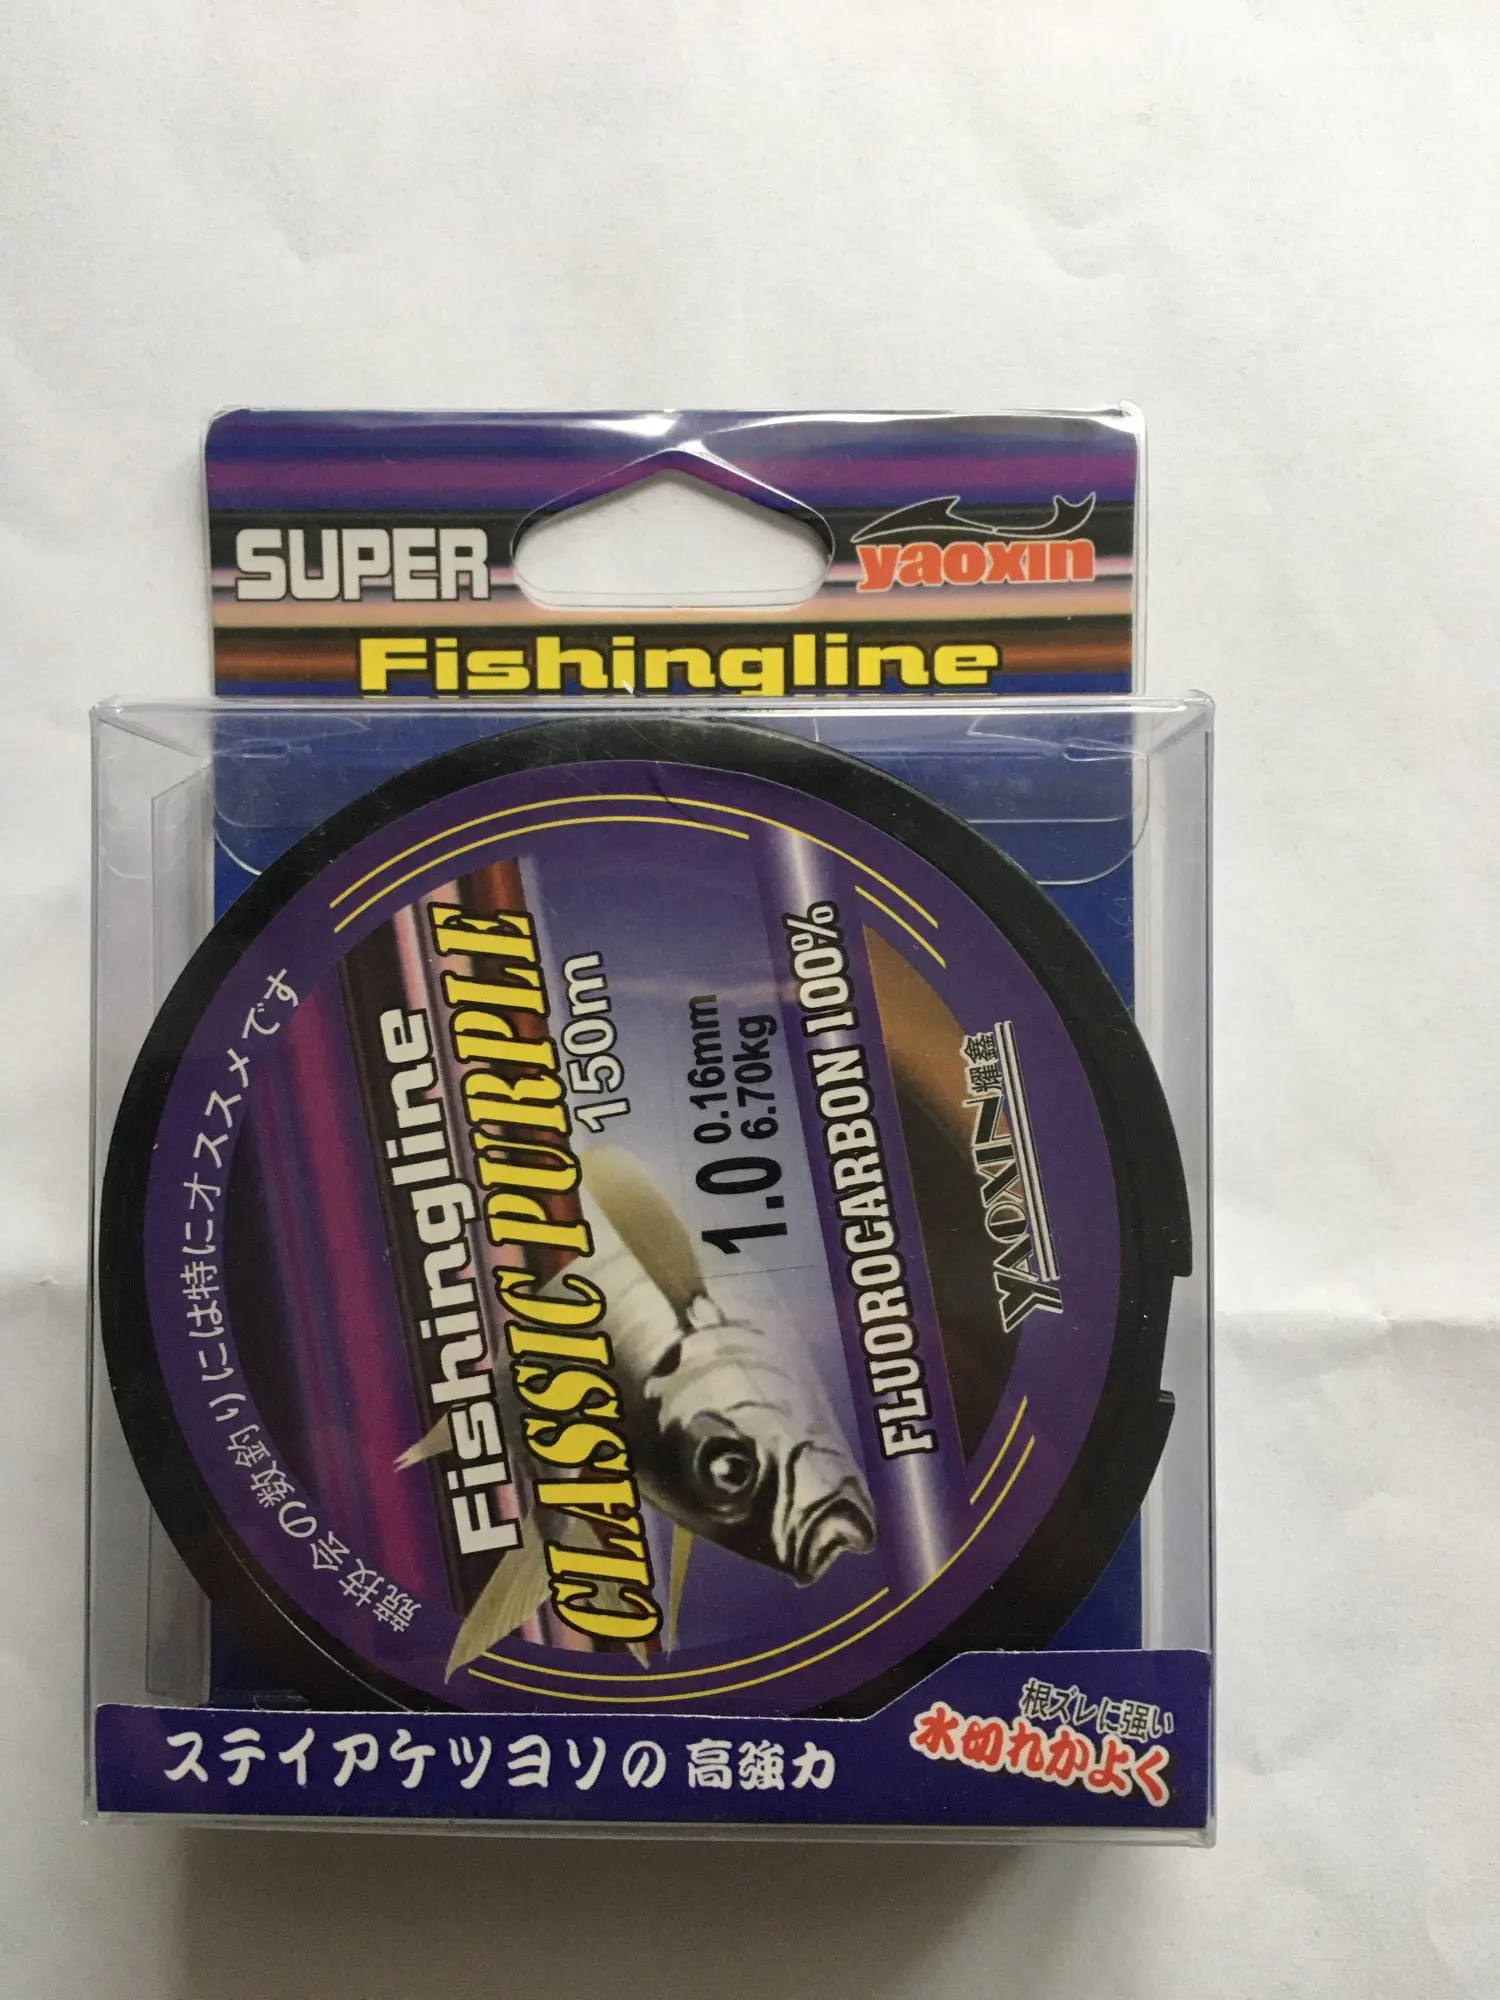 SUPER
yaoxin
Fishingline
競技会の数釣りには特にオススメです
Fishingline
CLASSIC PURPLE
150m
1.0
0.16mm
6.70kg
FLUOROCARBON 100%
YAOXIN 耀鑫
ステイアケツヨソの 高強力
根ズレに強い
水切れかよく